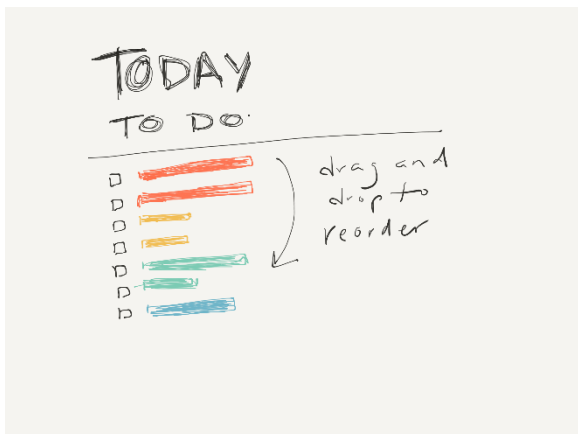 TODAY
TO DO.
drag and
drop to
reorder